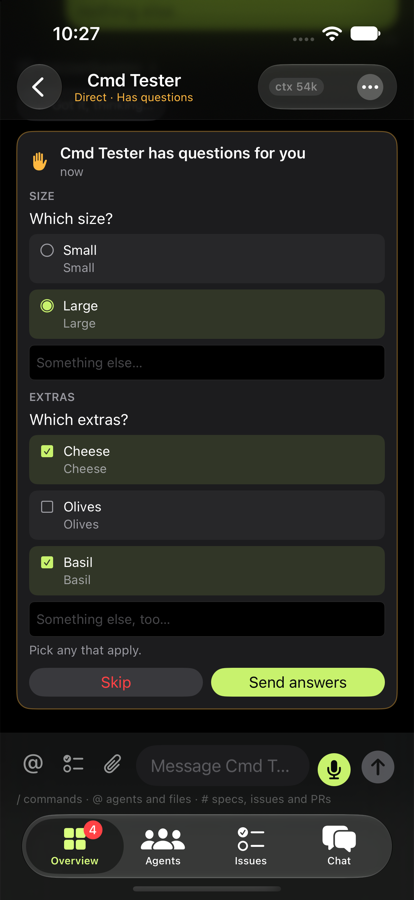 10:27
Cmd Tester
Direct · Has questions
ctx 54k
Cmd Tester has questions for you
now
SIZE
Which size?
Small
Small
Large
Large
Something else...
EXTRAS
Which extras?
Cheese
Cheese
Olives
Olives
Basil
Basil
Something else, too...
Pick any that apply.
Skip
Send answers
Message Cmd T...
/ commands · @ agents and files · # specs, issues and PRs
4
Overview
Agents
Issues
Chat